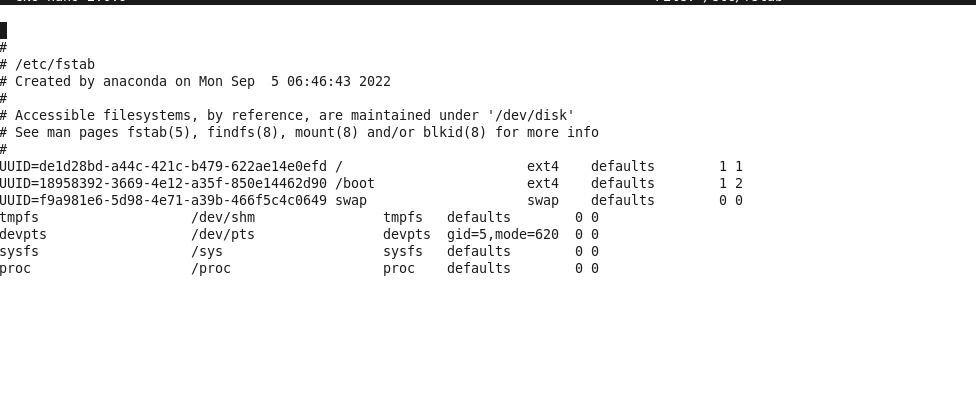 #
# /etc/fstab
# Created by anaconda on Mon Sep  5 06:46:43 2022
#
# Accessible filesystems, by reference, are maintained under '/dev/disk'
# See man pages fstab(5), findfs(8), mount(8) and/or blkid(8) for more info
#
UUID=de1d28bd-a44c-421c-b479-622ae14e0efd /                       ext4    defaults        1 1
UUID=18958392-3669-4e12-a35f-850e14462d90 /boot                   ext4    defaults        1 2
UUID=f9a981e6-5d98-4e71-a39b-466f5c4c0649 swap                    swap    defaults        0 0
tmpfs                   /dev/shm                tmpfs   defaults        0 0
devpts                  /dev/pts                devpts  gid=5,mode=620  0 0
sysfs                   /sys                    sysfs   defaults        0 0
proc                    /proc                   proc    defaults        0 0